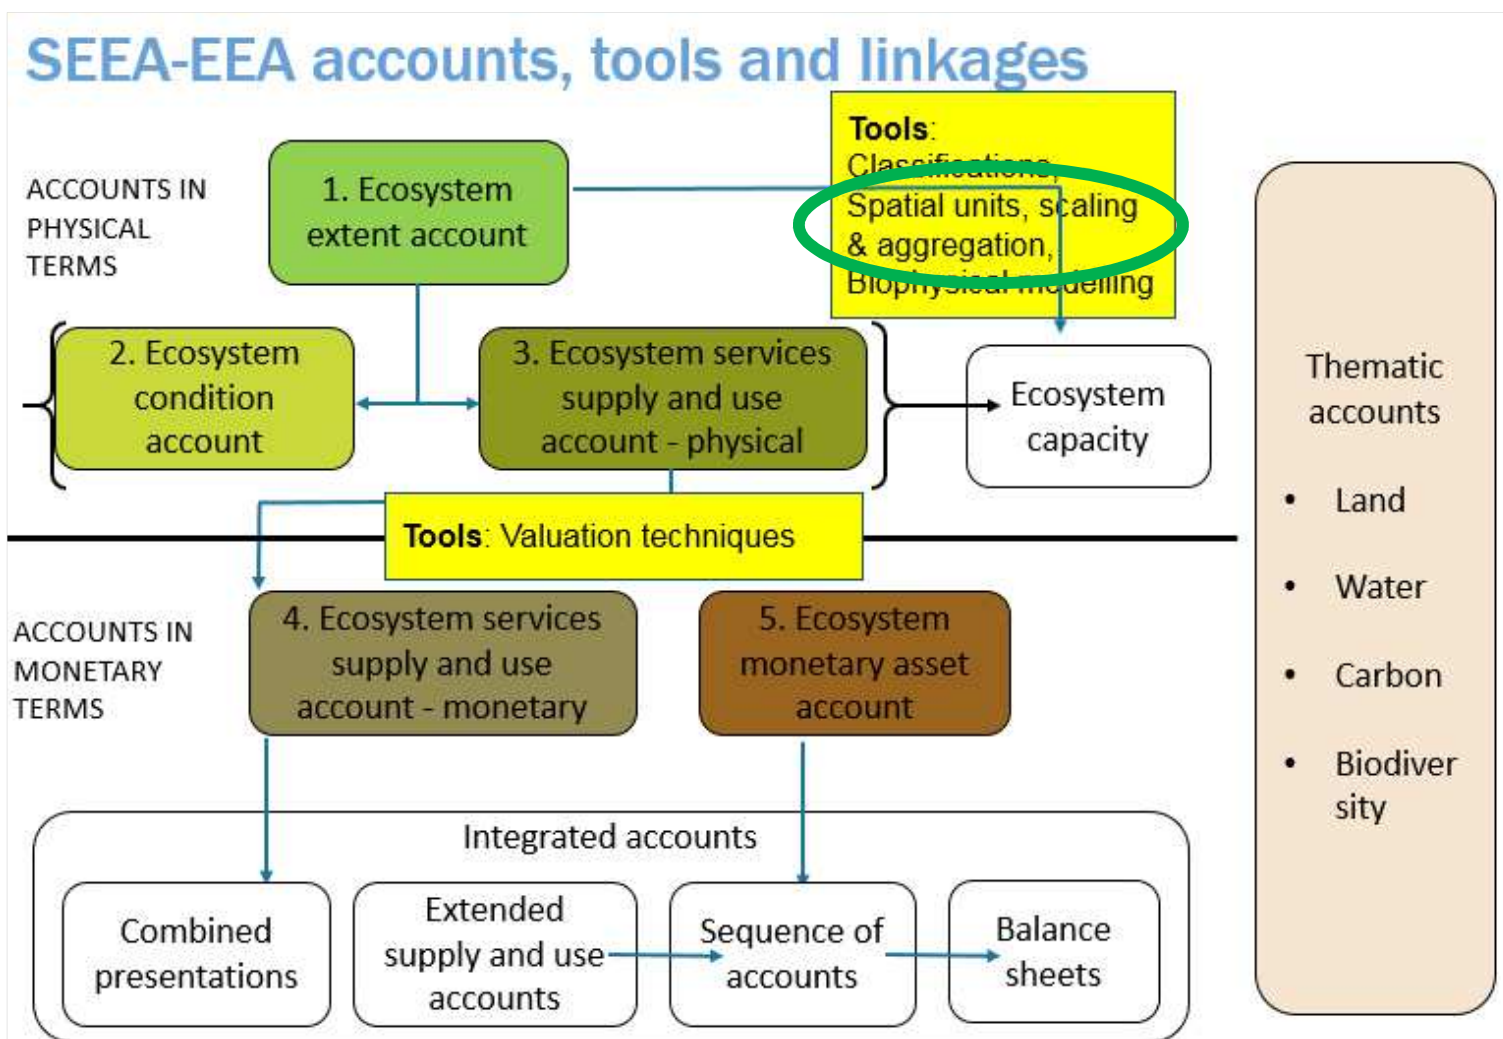 SEEA-EEA accounts, tools and linkages
ACCOUNTS IN
PHYSICAL
TERMS
1. Ecosystem
extent account
Tools:
Classifications,
Spatial units, scaling
& aggregation,
Biophysical modelling
2. Ecosystem
condition
account
3. Ecosystem services
supply and use
account - physical
Ecosystem
capacity
Tools: Valuation techniques
ACCOUNTS IN
MONETARY
TERMS
4. Ecosystem services
supply and use
account - monetary
5. Ecosystem
monetary asset
account
Integrated accounts
Combined
presentations
Extended
supply and use
accounts
Sequence of
accounts
Balance
sheets
Thematic
accounts
• Land
• Water
• Carbon
• Biodiver
sity